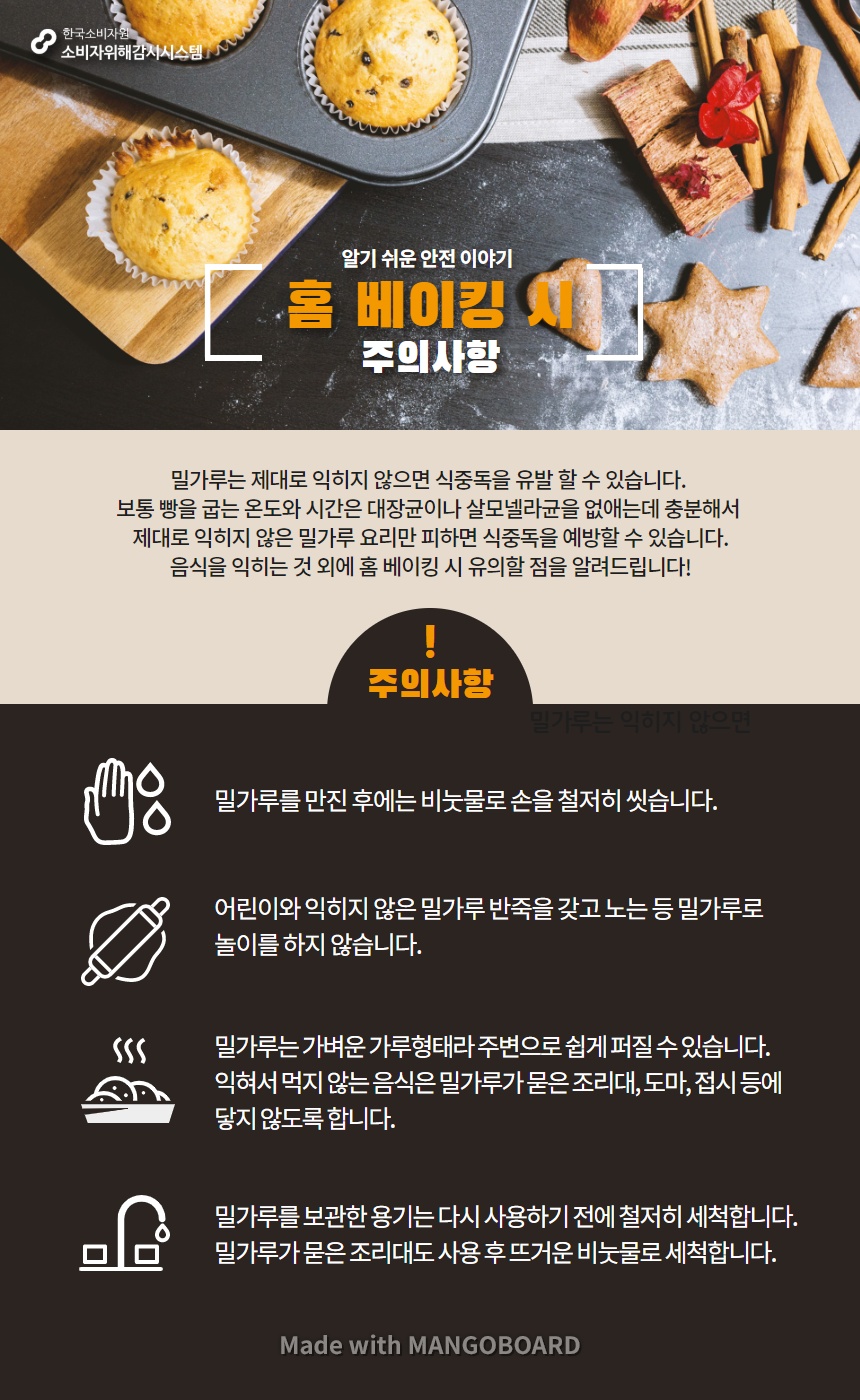 한국소비자원
소비자위해감시시스템
알기 쉬운 안전 이야기
홈 베이킹 시
주의사항
밀가루는 제대로 익히지 않으면 식중독을 유발 할 수 있습니다.
보통 빵을 굽는 온도와 시간은 대장균이나 살모넬라균을 없애는데 충분해서
제대로 익히지 않은 밀가루 요리만 피하면 식중독을 예방할 수 있습니다.
음식을 익히는 것 외에 홈 베이킹 시 유의할 점을 알려드립니다!
!
주의사항
밀가루는 익히지 않으면
밀가루를 만진 후에는 비눗물로 손을 철저히 씻습니다.
어린이와 익히지 않은 밀가루 반죽을 갖고 노는 등 밀가루로
놀이를 하지 않습니다.
밀가루는 가벼운 가루형태라 주변으로 쉽게 퍼질 수 있습니다.
익혀서 먹지 않는 음식은 밀가루가 묻은 조리대, 도마, 접시 등에
닿지 않도록 합니다.
밀가루를 보관한 용기는 다시 사용하기 전에 철저히 세척합니다.
밀가루가 묻은 조리대도 사용 후 뜨거운 비눗물로 세척합니다.
Made with MANGOBOARD